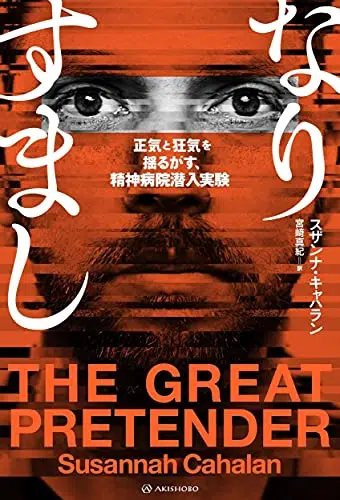 なりすまし
正気と狂気を
揺るがす、
精神病院潜入実験
スザンナ・キャハラン
宮﨑真紀=訳
THE GREAT
PRETENDER
Susannah Cahalan
AKISHOBO